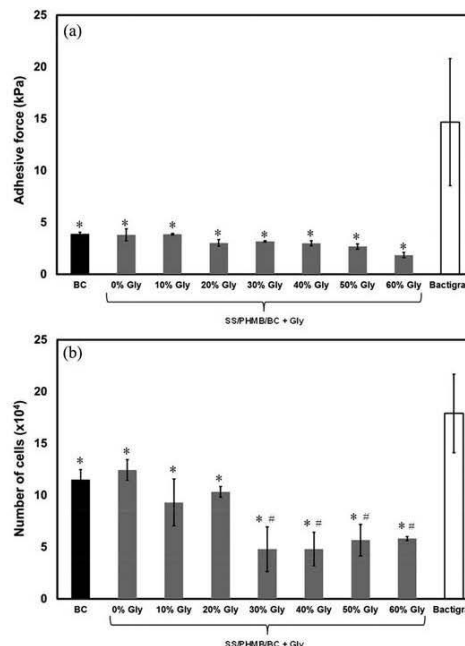 (a)
Adhesive force (kPa)
25
20
15
10
5
0
* * * * * * * *
BC 0% Gly 10% Gly 20% Gly 30% Gly 40% Gly 50% Gly 60% Gly Bactigra
SS/PHMB/BC + Gly
(b)
Number of cells (x10⁴)
25
20
15
10
5
0
* * * * * # * # * # * #
BC 0% Gly 10% Gly 20% Gly 30% Gly 40% Gly 50% Gly 60% Gly Bactigra
SS/PHMB/BC + Gly